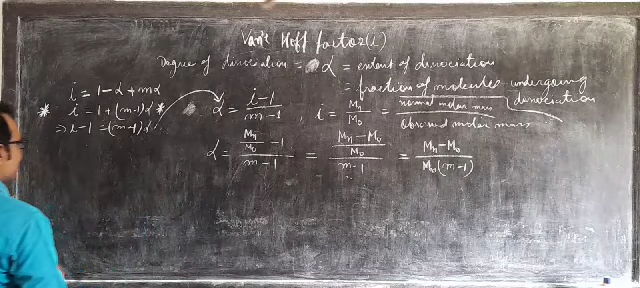 Van't Hoff factor (i)
Degree of dissociation = α = extent of dissociation
= fraction of molecules undergoing dissociation
i = 1 - α + mα
* i = 1 + (m-1)α *
⇒ i - 1 = (m-1)α
α = (i-1)/(m-1) , i = Mn/Mo = normal molar mass / observed molar mass
α = (Mn/Mo - 1)/(m-1) = ((Mn - Mo)/Mo)/(m-1) = (Mn - Mo)/(Mo(m-1))